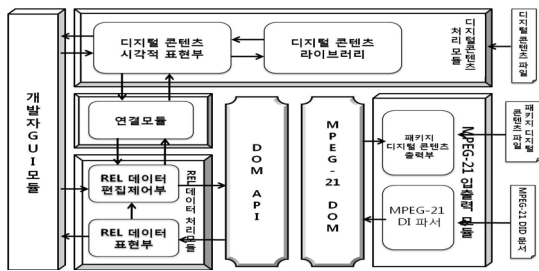 개발자GUI모듈
디지털 콘텐츠
시각적 표현부
디지털 콘텐츠
라이브러리
디지털콘텐츠
처리 모듈
디지털 콘텐츠 파일
연결모듈
REL 데이터
편집제어부
REL 데이터
표현부
REL 데이터
처리모듈
DOM API
MPEG-21 DOM
패키지
디지털 콘텐츠
출력부
MPEG-21
DI 파서
MPEG-21 입출력 모듈
패키지 디지털
콘텐츠 파일
MPEG-21 DID 문서